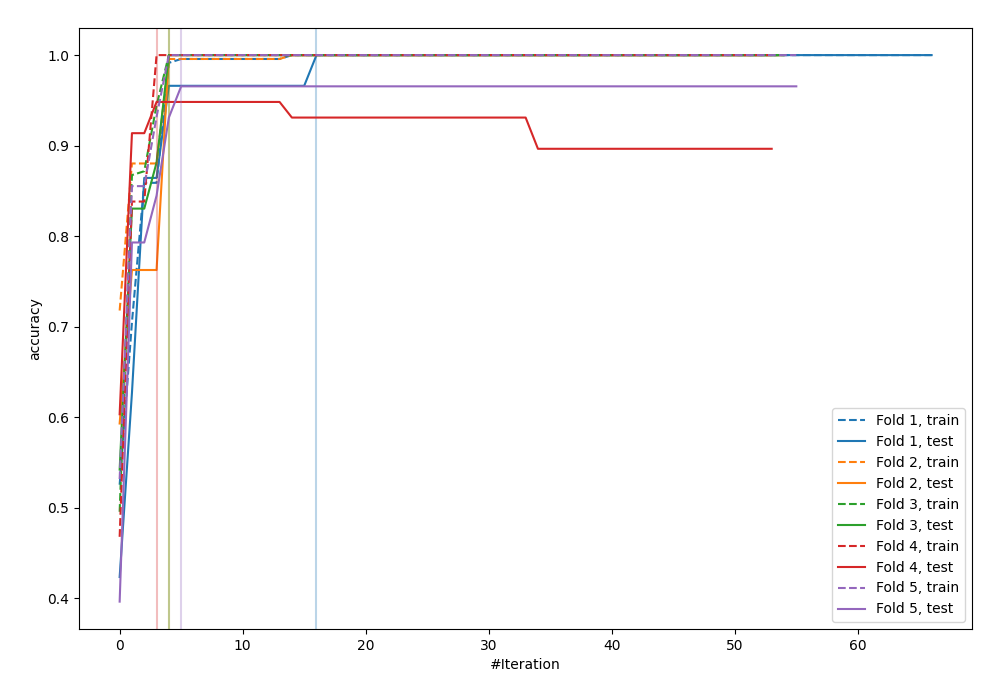 1.0
0.9
0.8
0.7
0.6
0.5
0.4
accuracy
0 10 20 30 40 50 60
#Iteration
Fold 1, train
Fold 1, test
Fold 2, train
Fold 2, test
Fold 3, train
Fold 3, test
Fold 4, train
Fold 4, test
Fold 5, train
Fold 5, test